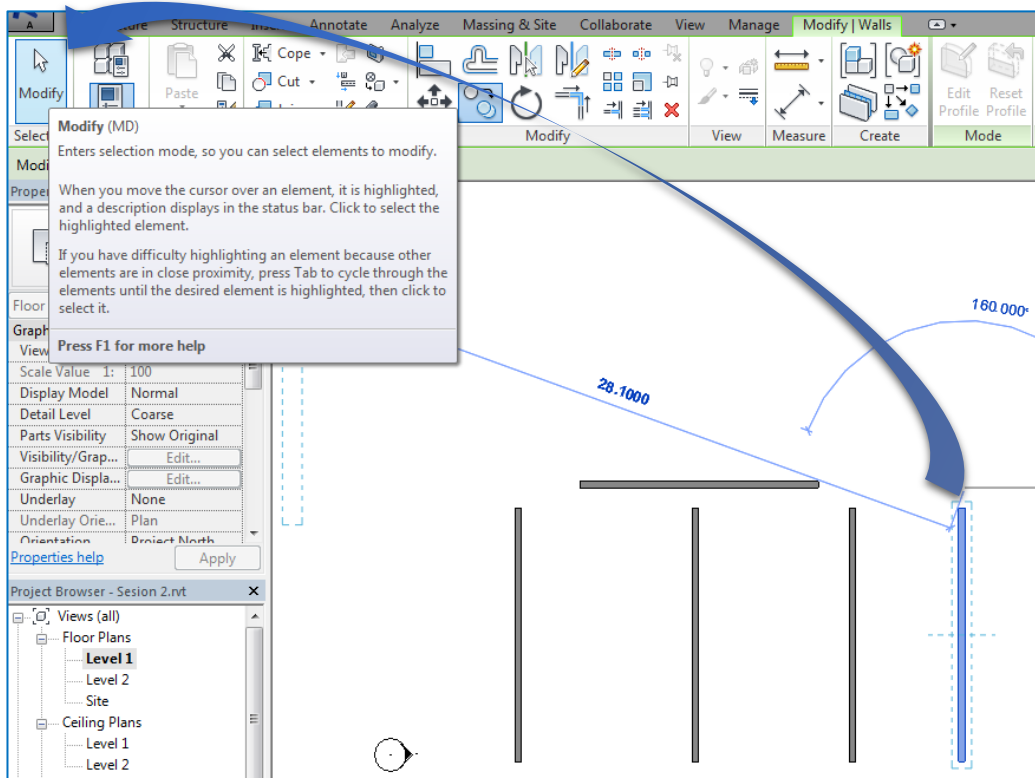 A
Structure
Annotate
Analyze
Massing & Site
Collaborate
View
Manage
Modify | Walls
Modify
Paste
Cope
Cut
Edit
Profile
Reset
Profile
Modify
View
Measure
Create
Mode
Modify (MD)
Enters selection mode, so you can select elements to modify.
When you move the cursor over an element, it is highlighted,
and a description displays in the status bar. Click to select the
highlighted element.
If you have difficulty highlighting an element because other
elements are in close proximity, press Tab to cycle through the
elements until the desired element is highlighted, then click to
select it.
Press F1 for more help
Floor
Scale Value 1: 100
Display Model Normal
Detail Level Coarse
Parts Visibility Show Original
Visibility/Grap... Edit...
Graphic Displa... Edit...
Underlay None
Underlay Orie... Plan
Orientation Project North
Properties help
Apply
Project Browser - Sesion 2.rvt
Views (all)
Floor Plans
Level 1
Level 2
Site
Ceiling Plans
Level 1
Level 2
28.1000
160.000°